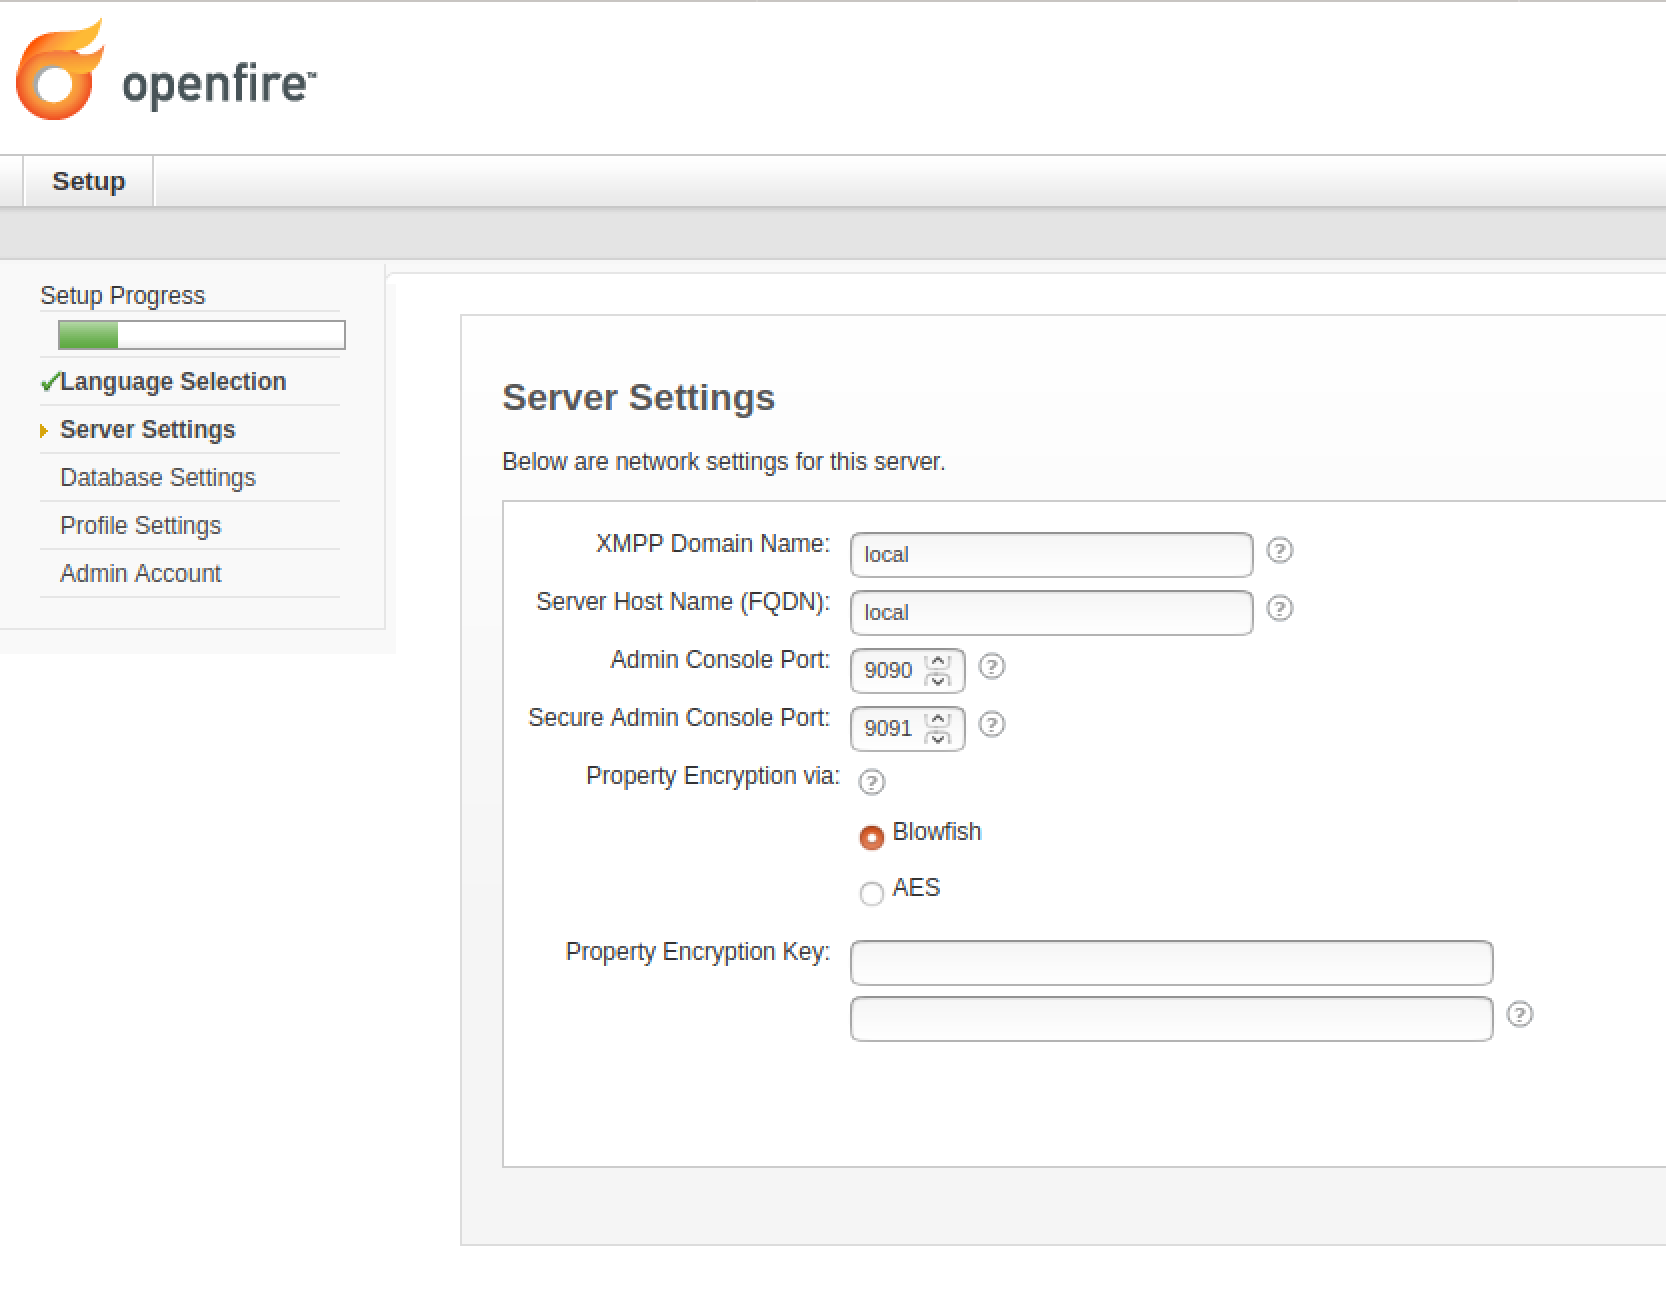 openfire™
Setup
Setup Progress
Language Selection
Server Settings
Database Settings
Profile Settings
Admin Account
Server Settings
Below are network settings for this server.
XMPP Domain Name: local ?
Server Host Name (FQDN): local ?
Admin Console Port: 9090 ?
Secure Admin Console Port: 9091 ?
Property Encryption via: ?
Blowfish
AES
Property Encryption Key:
?